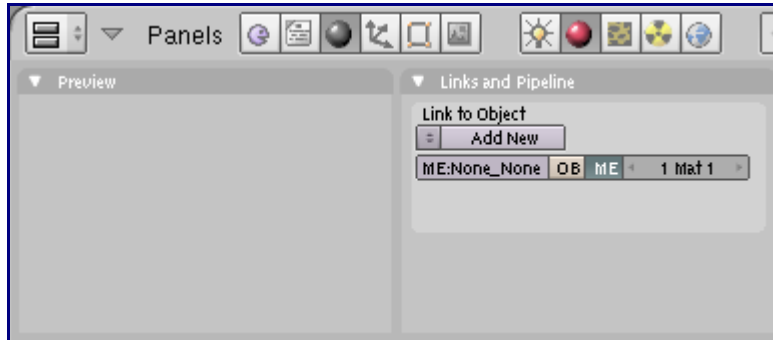 Panels
Preview
Links and Pipeline
Link to Object
Add New
ME:None_None OB ME 1 Mat 1